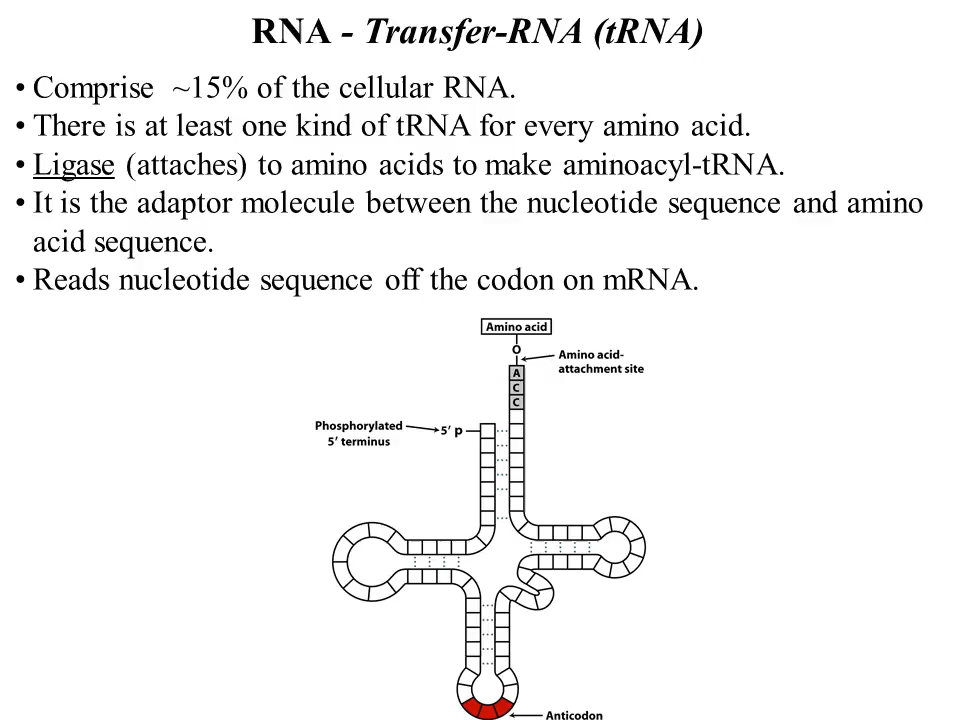 RNA - Transfer-RNA (tRNA)
• Comprise ~15% of the cellular RNA.
• There is at least one kind of tRNA for every amino acid.
• Ligase (attaches) to amino acids to make aminoacyl-tRNA.
• It is the adaptor molecule between the nucleotide sequence and amino
acid sequence.
• Reads nucleotide sequence off the codon on mRNA.
Amino acid
O
Amino acid-
attachment site
A
C
C
Phosphorylated
5′ terminus
5′ p
Anticodon